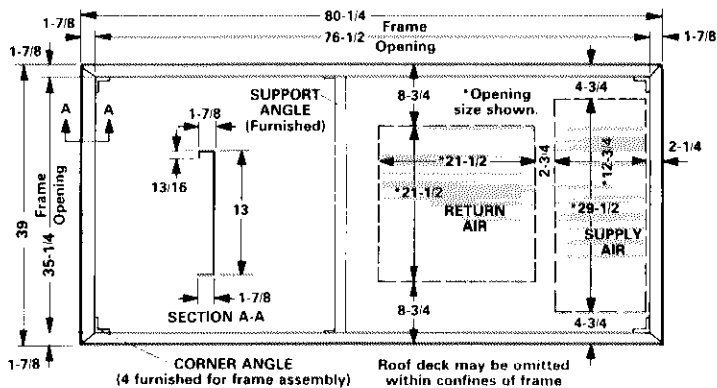 80-1/4
1-7/8
76-1/2
Frame
Opening
1-7/8
1-7/8
A
A
SUPPORT
ANGLE
(Furnished)
1-7/8
8-3/4
*Opening
size shown.
4-3/4
13/16
13
*21-1/2
*21-1/2
2-3/4
*12-3/4
2-1/4
39
35-1/4
Frame
Opening
RETURN
AIR
*29-1/2
SUPPLY
AIR
1-7/8
SECTION A-A
8-3/4
4-3/4
1-7/8
CORNER ANGLE
(4 furnished for frame assembly)
Roof deck may be omitted
within confines of frame